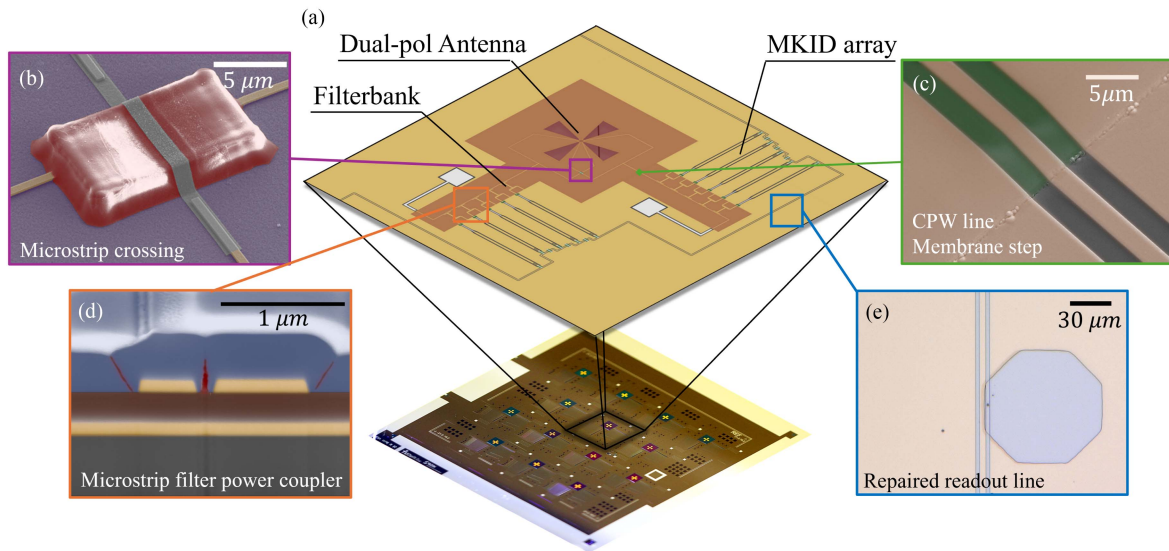 (a)
Dual-pol Antenna
MKID array
Filterbank
(b)
5 μm
Microstrip crossing
(c)
5μm
CPW line
Membrane step
(d)
1 μm
Microstrip filter power coupler
(e)
30 μm
Repaired readout line